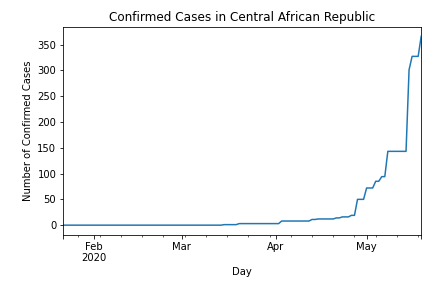 Confirmed Cases in Central African Republic
350
300
250
200
150
100
50
0
Number of Confirmed Cases
Feb
2020
Mar
Apr
May
Day